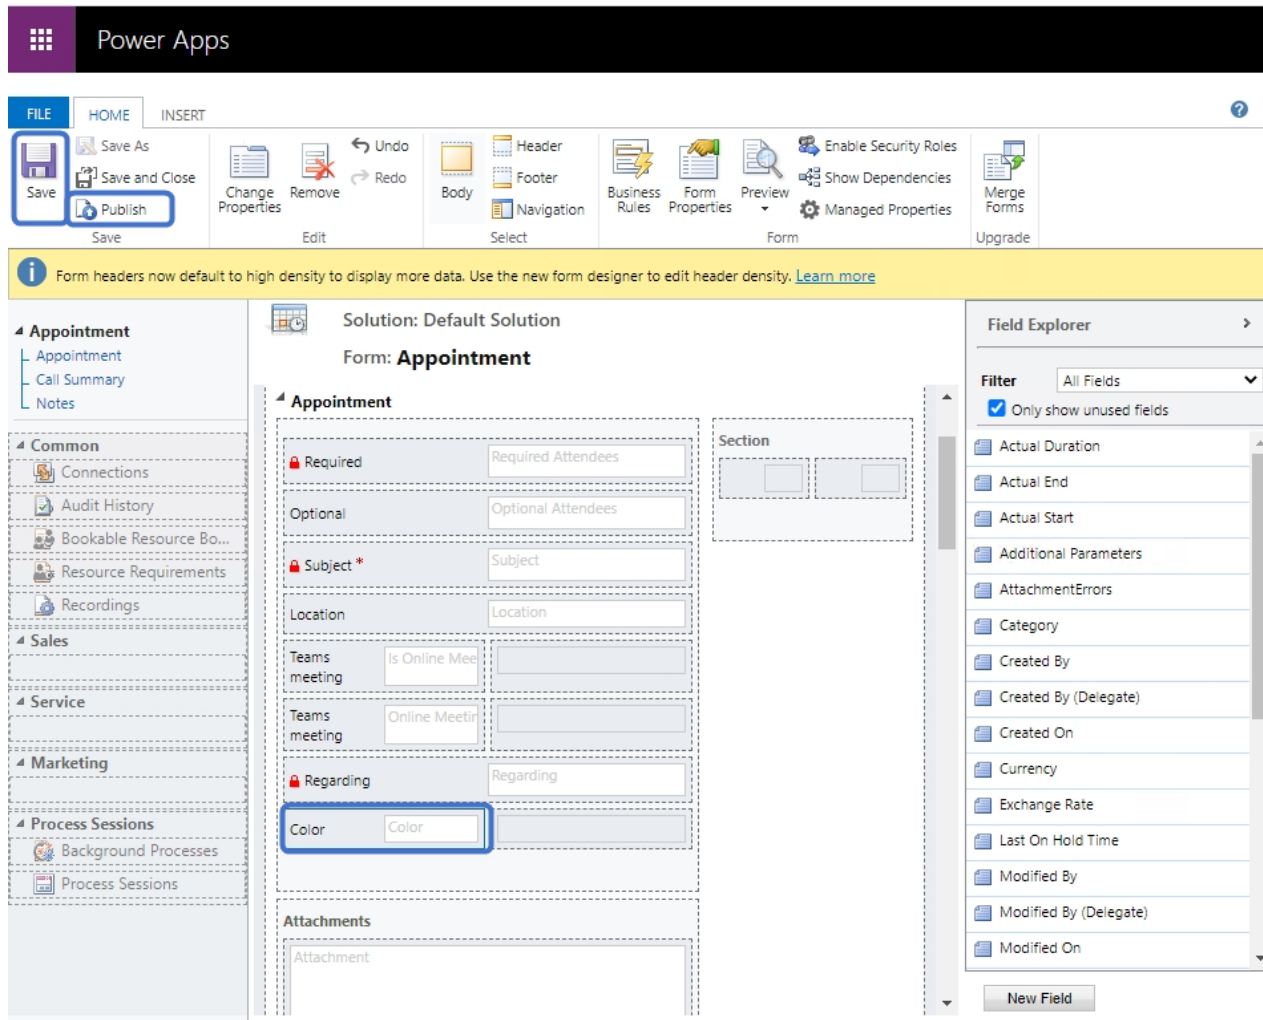 Power Apps
FILE
HOME
INSERT
Save
Save As
Save and Close
Publish
Save
Change
Properties
Remove
Undo
Redo
Edit
Body
Header
Footer
Navigation
Select
Business
Rules
Form
Properties
Preview
Enable Security Roles
Show Dependencies
Managed Properties
Form
Merge
Forms
Upgrade
Form headers now default to high density to display more data. Use the new form designer to edit header density. Learn more
Appointment
Appointment
Call Summary
Notes
Common
Connections
Audit History
Bookable Resource Bo...
Resource Requirements
Recordings
Sales
Service
Marketing
Process Sessions
Background Processes
Process Sessions
Solution: Default Solution
Form: Appointment
Appointment
Required
Required Attendees
Optional
Optional Attendees
Subject *
Subject
Location
Location
Teams
meeting
Is Online Mee
Teams
meeting
Online Meetin
Regarding
Regarding
Color
Color
Section
Attachments
Attachment
Field Explorer
Filter
All Fields
Only show unused fields
Actual Duration
Actual End
Actual Start
Additional Parameters
AttachmentErrors
Category
Created By
Created By (Delegate)
Created On
Currency
Exchange Rate
Last On Hold Time
Modified By
Modified By (Delegate)
Modified On
New Field